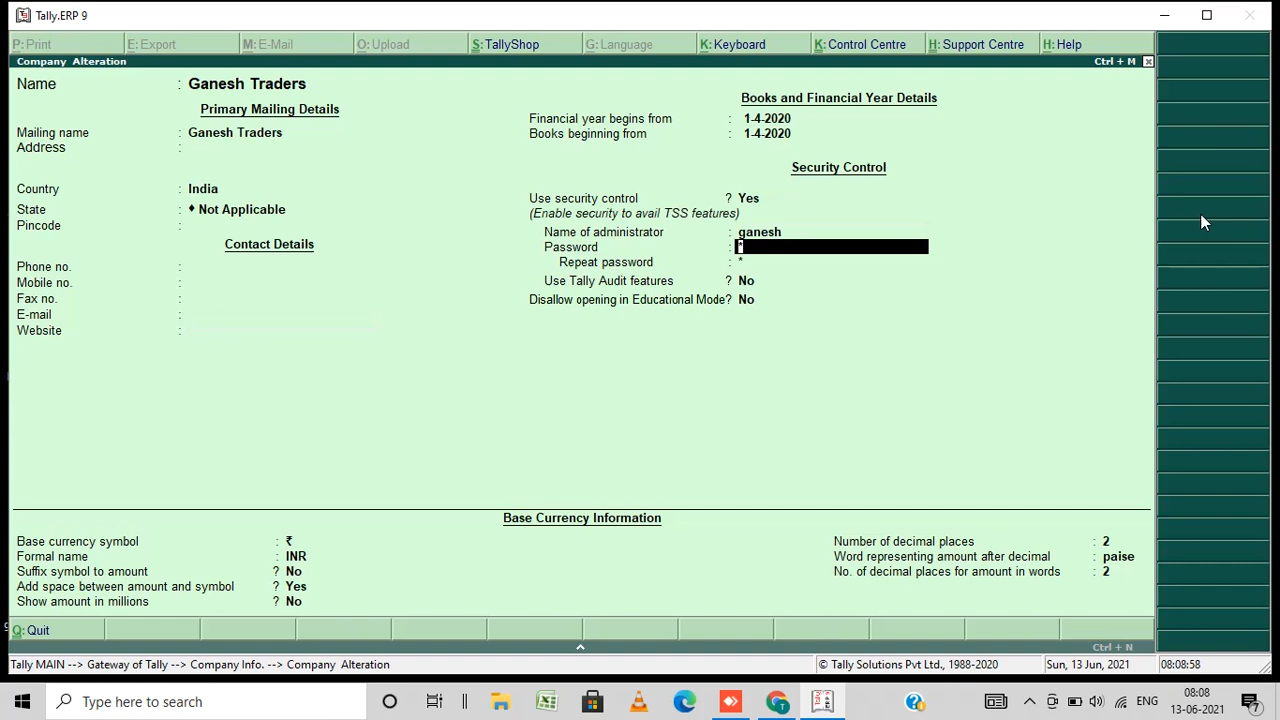 Tally.ERP 9
P: Print E: Export M: E-Mail O: Upload S: TallyShop G: Language K: Keyboard K: Control Centre H: Support Centre H: Help
Company Alteration Ctrl + M
Name : Ganesh Traders
Primary Mailing Details
Mailing name : Ganesh Traders
Address :
Country : India
State : ♦ Not Applicable
Pincode :
Contact Details
Phone no. :
Mobile no. :
Fax no. :
E-mail :
Website :
Books and Financial Year Details
Financial year begins from : 1-4-2020
Books beginning from : 1-4-2020
Security Control
Use security control ? Yes
(Enable security to avail TSS features)
Name of administrator : ganesh
Password : *
Repeat password : *
Use Tally Audit features ? No
Disallow opening in Educational Mode? No
Base Currency Information
Base currency symbol : ₹
Formal name : INR
Suffix symbol to amount ? No
Add space between amount and symbol ? Yes
Show amount in millions ? No
Number of decimal places : 2
Word representing amount after decimal : paise
No. of decimal places for amount in words : 2
Q: Quit
Ctrl + N
Tally MAIN --> Gateway of Tally --> Company Info. --> Company Alteration © Tally Solutions Pvt Ltd., 1988-2020 Sun, 13 Jun, 2021 08:08:58
Type here to search ENG 08:08
13-06-2021 7